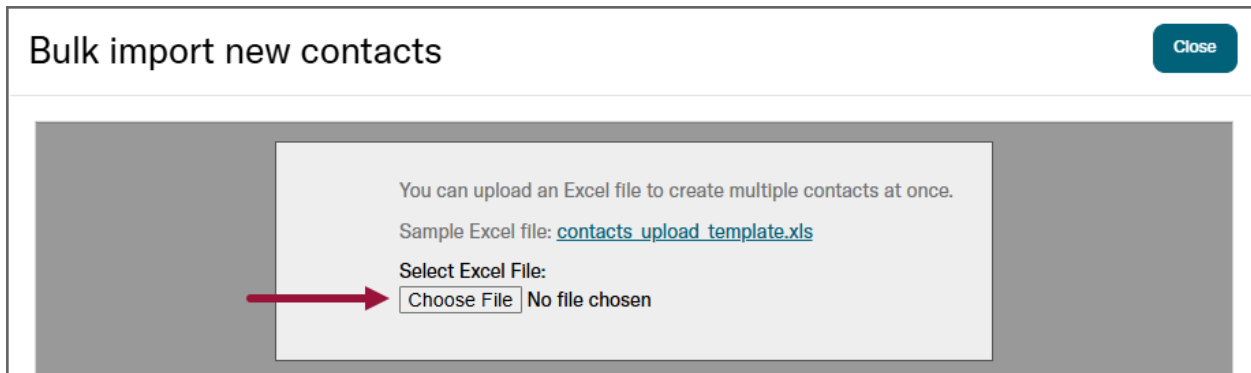 Bulk import new contacts
Close
You can upload an Excel file to create multiple contacts at once.
Sample Excel file: contacts_upload_template.xls
Select Excel File:
Choose File No file chosen